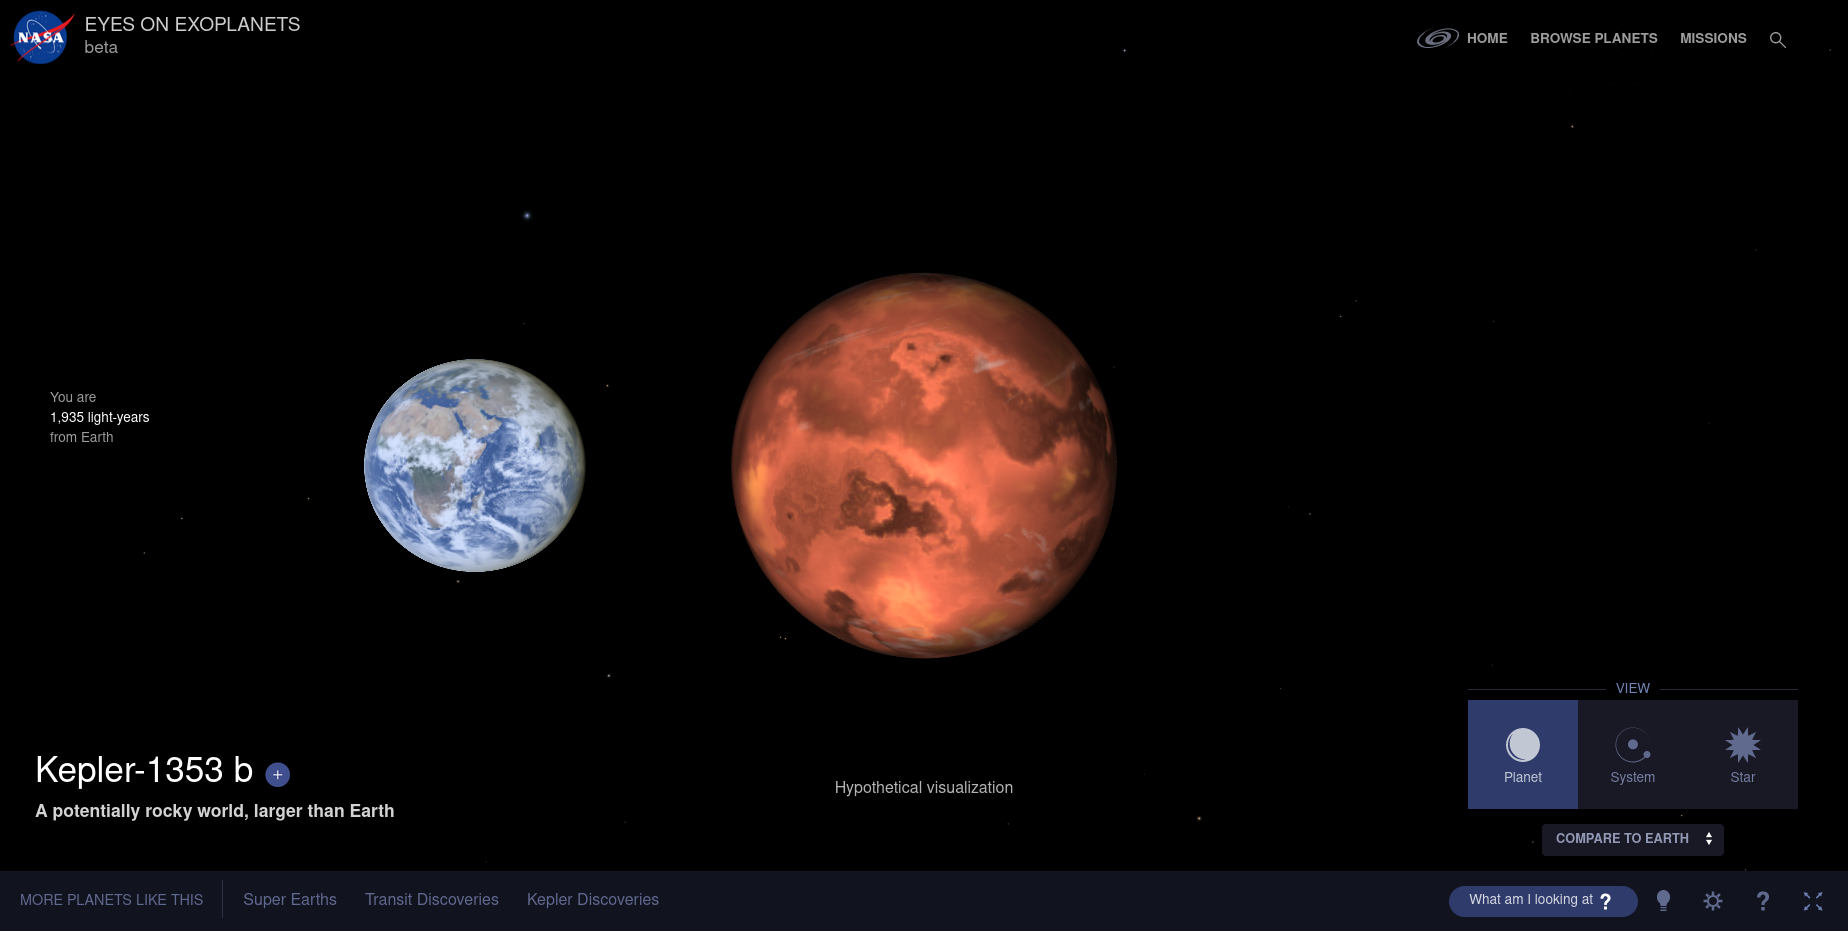 NASA
EYES ON EXOPLANETS
beta
HOME
BROWSE PLANETS
MISSIONS
You are
1,935 light-years
from Earth
VIEW
Planet
System
Star
Kepler-1353 b +
A potentially rocky world, larger than Earth
Hypothetical visualization
COMPARE TO EARTH
MORE PLANETS LIKE THIS
Super Earths
Transit Discoveries
Kepler Discoveries
What am I looking at ?
?